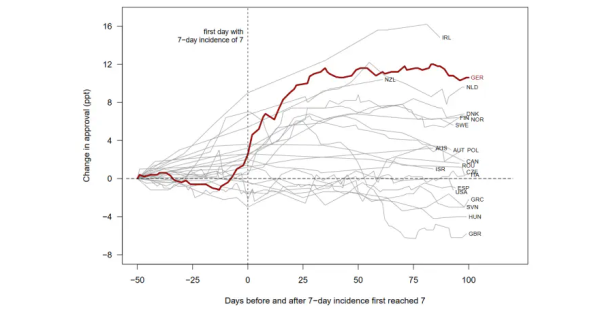 first day with
7−day incidence of 7
Change in approval (ppt)
16
12
8
4
0
−4
−8
IRL
GER
NZL
NLD
DNK
FIN NOR
SWE
AUS AUT POL
CAN
ROU
ISR CZE
ITA
ESP
USA
GRC
SVN
HUN
GBR
−50 −25 0 25 50 75 100
Days before and after 7−day incidence first reached 7